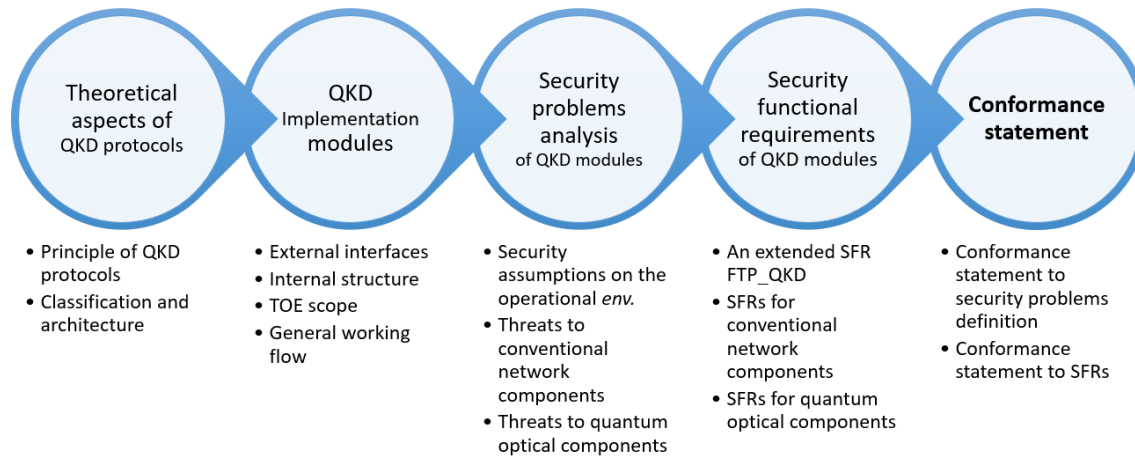 Theoretical
aspects of
QKD protocols
• Principle of QKD
protocols
• Classification and
architecture
QKD
Implementation
modules
• External interfaces
• Internal structure
• TOE scope
• General working
flow
Security
problems
analysis
of QKD modules
• Security
assumptions on the
operational env.
• Threats to
conventional
network
components
• Threats to quantum
optical components
Security
functional
requirements
of QKD modules
• An extended SFR
FTP_QKD
• SFRs for
conventional
network
components
• SFRs for quantum
optical components
Conformance
statement
• Conformance
statement to
security problems
definition
• Conformance
statement to SFRs